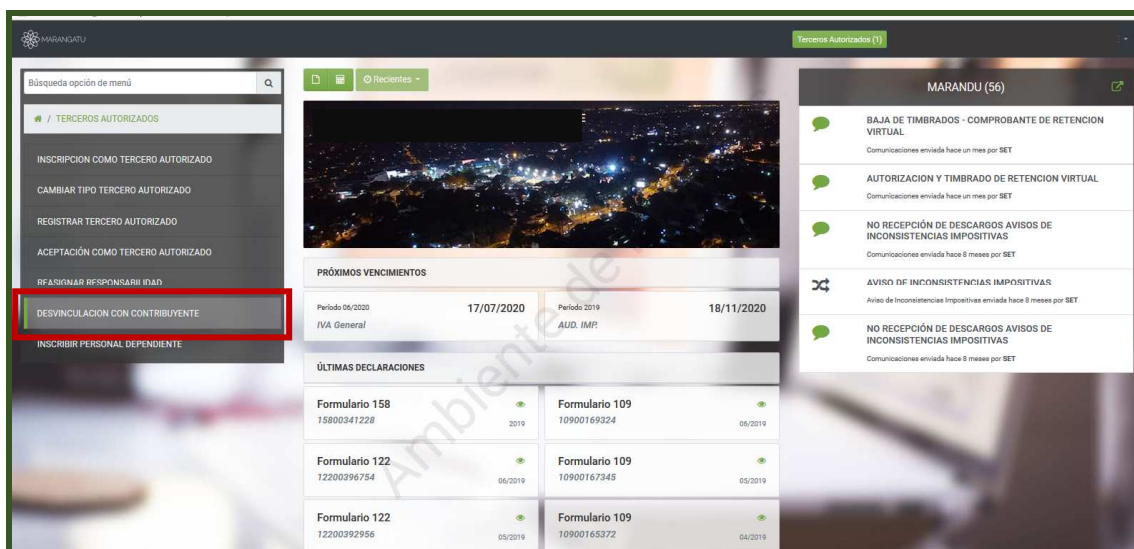 MARANGATU
Terceros Autorizados (1)
Búsqueda opción de menú
/ TERCEROS AUTORIZADOS
INSCRIPCION COMO TERCERO AUTORIZADO
CAMBIAR TIPO TERCERO AUTORIZADO
REGISTRAR TERCERO AUTORIZADO
ACEPTACIÓN COMO TERCERO AUTORIZADO
REASIGNAR RESPONSABILIDAD
DESVINCULACION CON CONTRIBUYENTE
INSCRIBIR PERSONAL DEPENDIENTE
Recientes
PRÓXIMOS VENCIMIENTOS
Período 06/2020 17/07/2020
IVA General
Período 2019 18/11/2020
AUD. IMP.
ÚLTIMAS DECLARACIONES
Formulario 158
15800341228 2019
Formulario 109
10900169324 06/2019
Formulario 122
12200396754 06/2019
Formulario 109
10900167345 05/2019
Formulario 122
12200392956 05/2019
Formulario 109
10900165372 04/2019
Ambiente de
MARANDU (56)
BAJA DE TIMBRADOS - COMPROBANTE DE RETENCION
VIRTUAL
Comunicaciones enviada hace un mes por SET
AUTORIZACION Y TIMBRADO DE RETENCION VIRTUAL
Comunicaciones enviada hace un mes por SET
NO RECEPCIÓN DE DESCARGOS AVISOS DE
INCONSISTENCIAS IMPOSITIVAS
Comunicaciones enviada hace 8 meses por SET
AVISO DE INCONSISTENCIAS IMPOSITIVAS
Aviso de Inconsistencias Impositivas enviada hace 8 meses por SET
NO RECEPCIÓN DE DESCARGOS AVISOS DE
INCONSISTENCIAS IMPOSITIVAS
Comunicaciones enviada hace 8 meses por SET